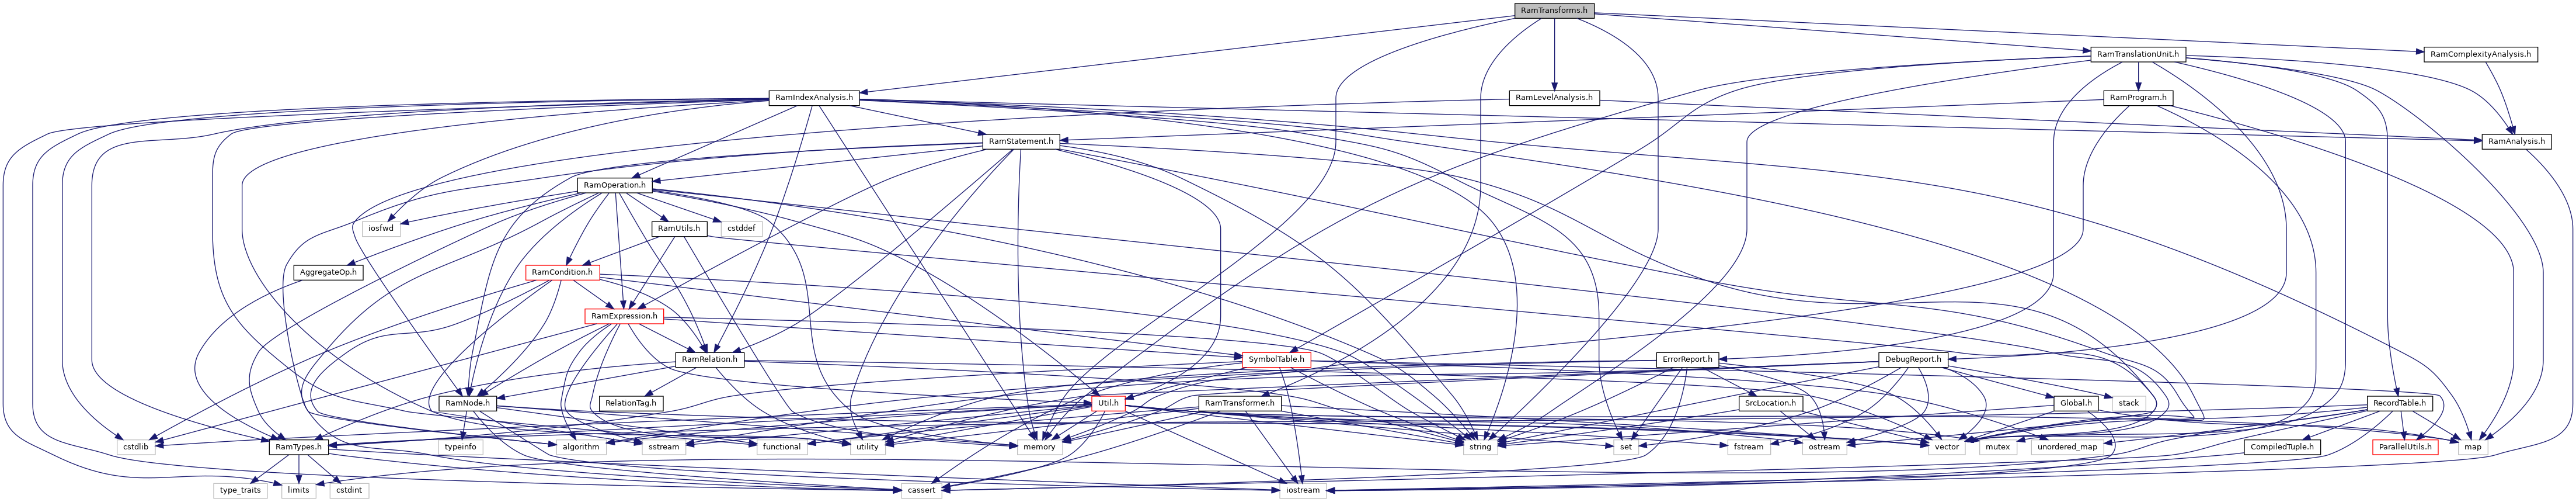 RamTransforms.h
RamTranslationUnit.h
RamComplexityAnalysis.h
RamIndexAnalysis.h
RamLevelAnalysis.h
RamProgram.h
RamStatement.h
RamAnalysis.h
RamOperation.h
iosfwd
RamUtils.h
cstddef
AggregateOp.h
RamCondition.h
RamExpression.h
RamRelation.h
SymbolTable.h
ErrorReport.h
DebugReport.h
RamNode.h
RelationTag.h
Util.h
RamTransformer.h
SrcLocation.h
Global.h
stack
RecordTable.h
cstdlib
RamTypes.h
typeinfo
algorithm
sstream
functional
utility
memory
string
set
fstream
ostream
vector
mutex
unordered_map
CompiledTuple.h
ParallelUtils.h
map
type_traits
limits
cstdint
cassert
iostream